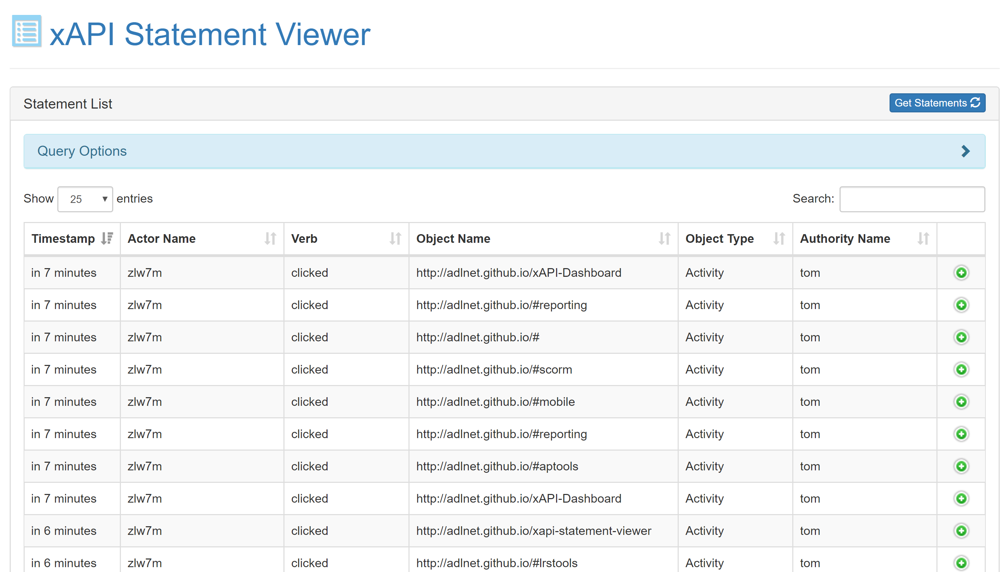 xAPI Statement Viewer
Statement List Get Statements
Query Options
Show 25 entries Search:
Timestamp Actor Name Verb Object Name Object Type Authority Name
in 7 minutes zlw7m clicked http://adlnet.github.io/xAPI-Dashboard Activity tom
in 7 minutes zlw7m clicked http://adlnet.github.io/#reporting Activity tom
in 7 minutes zlw7m clicked http://adlnet.github.io/# Activity tom
in 7 minutes zlw7m clicked http://adlnet.github.io/#scorm Activity tom
in 7 minutes zlw7m clicked http://adlnet.github.io/#mobile Activity tom
in 7 minutes zlw7m clicked http://adlnet.github.io/#reporting Activity tom
in 7 minutes zlw7m clicked http://adlnet.github.io/#aptools Activity tom
in 7 minutes zlw7m clicked http://adlnet.github.io/xAPI-Dashboard Activity tom
in 6 minutes zlw7m clicked http://adlnet.github.io/xapi-statement-viewer Activity tom
in 6 minutes zlw7m clicked http://adlnet.github.io/#lrstools Activity tom